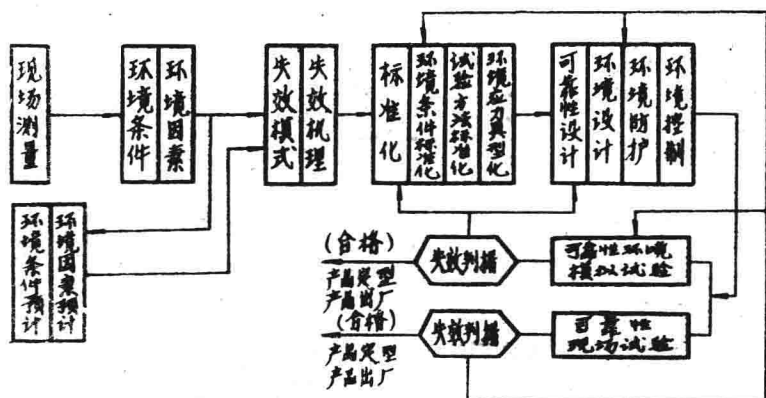 现场测量
环境条件
环境因素
失效模式
失效机理
标准化
环境条件标准化
试验方法标准化
环境应力典型化
可靠性设计
环境设计
环境防护
环境控制
环境条件预计
环境因素预计
(合格)
产品定型
产品出厂
失效判据
可靠性环境
模拟试验
(合格)
产品定型
产品出厂
失效判据
可靠性
现场试验